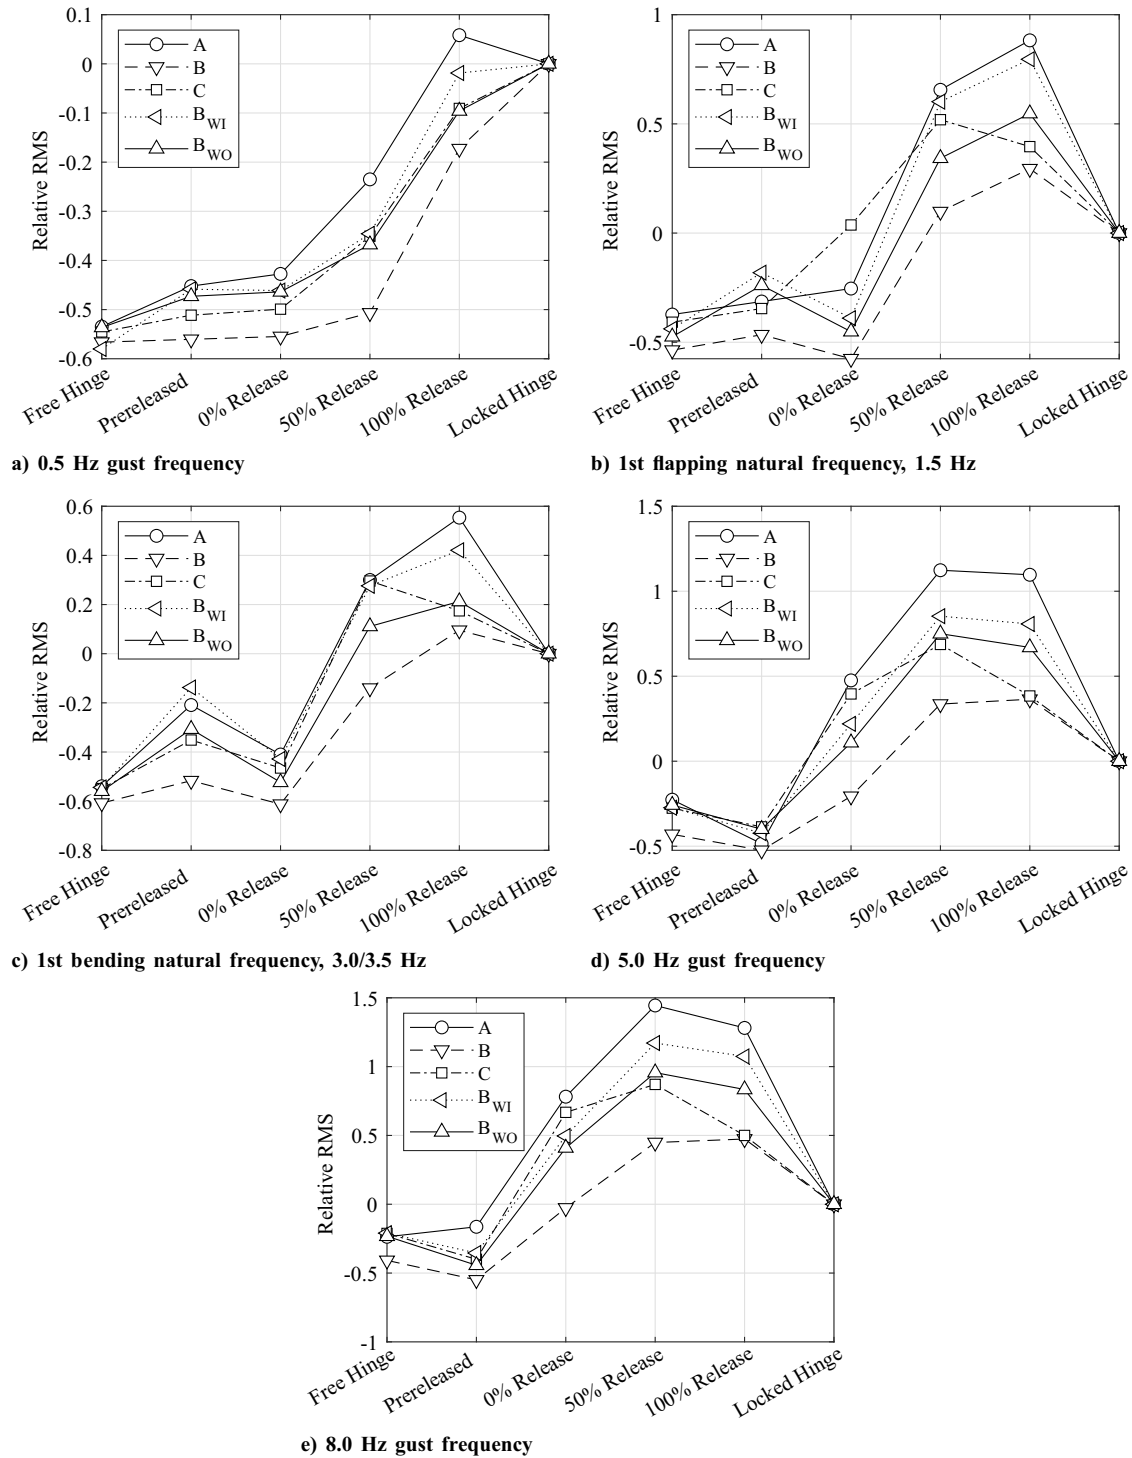 0.1
0
-0.1
-0.2
-0.3
-0.4
-0.5
-0.6
Relative RMS
A
B
C
B_WI
B_WO
Free Hinge
Prereleased
0% Release
50% Release
100% Release
Locked Hinge
a) 0.5 Hz gust frequency
1
0.5
0
-0.5
Relative RMS
A
B
C
B_WI
B_WO
Free Hinge
Prereleased
0% Release
50% Release
100% Release
Locked Hinge
b) 1st flapping natural frequency, 1.5 Hz
0.6
0.4
0.2
0
-0.2
-0.4
-0.6
-0.8
Relative RMS
A
B
C
B_WI
B_WO
Free Hinge
Prereleased
0% Release
50% Release
100% Release
Locked Hinge
c) 1st bending natural frequency, 3.0/3.5 Hz
1.5
1
0.5
0
-0.5
Relative RMS
A
B
C
B_WI
B_WO
Free Hinge
Prereleased
0% Release
50% Release
100% Release
Locked Hinge
d) 5.0 Hz gust frequency
1.5
1
0.5
0
-0.5
-1
Relative RMS
A
B
C
B_WI
B_WO
Free Hinge
Prereleased
0% Release
50% Release
100% Release
Locked Hinge
e) 8.0 Hz gust frequency